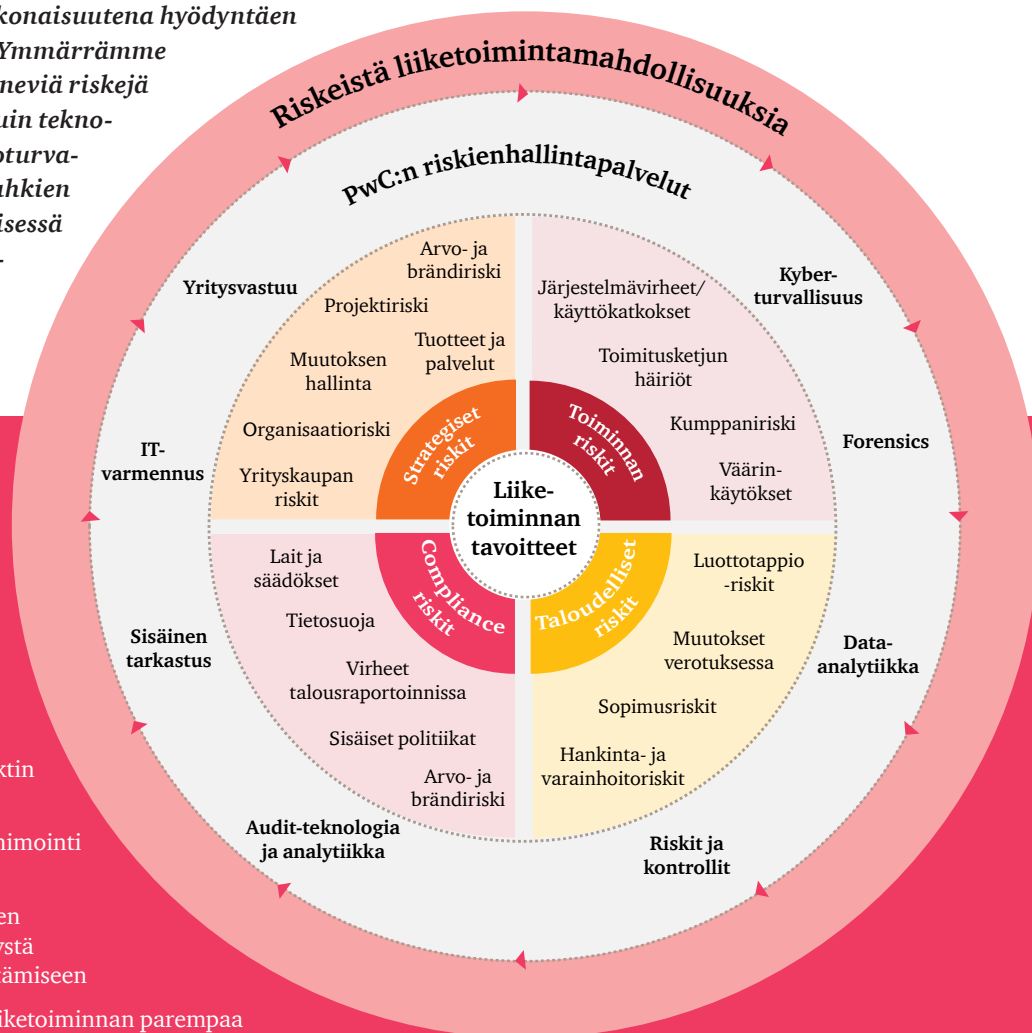 konaisuutena hyödyntäen
Ymmärrämme
neviä riskejä
uin tekno-
oturva-
ahkien
isessä
-
Riskeistä liiketoimintamahdollisuuksia
PwC:n riskienhallintapalvelut
Yritysvastuu
IT-
varmennus
Sisäinen
tarkastus
Audit-teknologia
ja analytiikka
Riskit ja
kontrollit
Data-
analytiikka
Forensics
Kyber-
turvallisuus
Arvo- ja
brändiriski
Projektiriski
Tuotteet ja
palvelut
Muutoksen
hallinta
Organisaatioriski
Yrityskaupan
riskit
Strategiset
riskit
Järjestelmävirheet/
käyttökatkokset
Toimitusketjun
häiriöt
Kumppaniriski
Väärin-
käytökset
Toiminnan
riskit
Liike-
toiminnan
tavoitteet
Lait ja
säädökset
Tietosuoja
Virheet
talousraportoinnissa
Sisäiset politiikat
Arvo- ja
brändiriski
Compliance
riskit
Luottotappio
-riskit
Muutokset
verotuksessa
Sopimusriskit
Hankinta- ja
varainhoitoriskit
Taloudelliset
riskit
ktin
nimointi
en
ystä
tämiseen
iketoiminnan parempaa